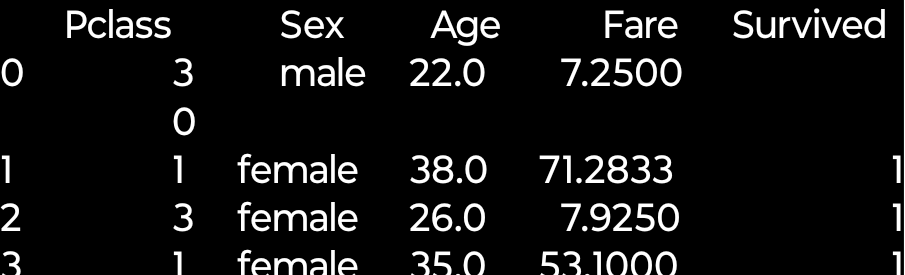 Pclass Sex Age Fare Survived
0 3 male 22.0 7.2500
0
1 1 female 38.0 71.2833 1
2 3 female 26.0 7.9250 1
3 1 female 35.0 53.1000 1